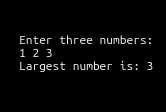 Enter three numbers:
1 2 3
Largest number is: 3